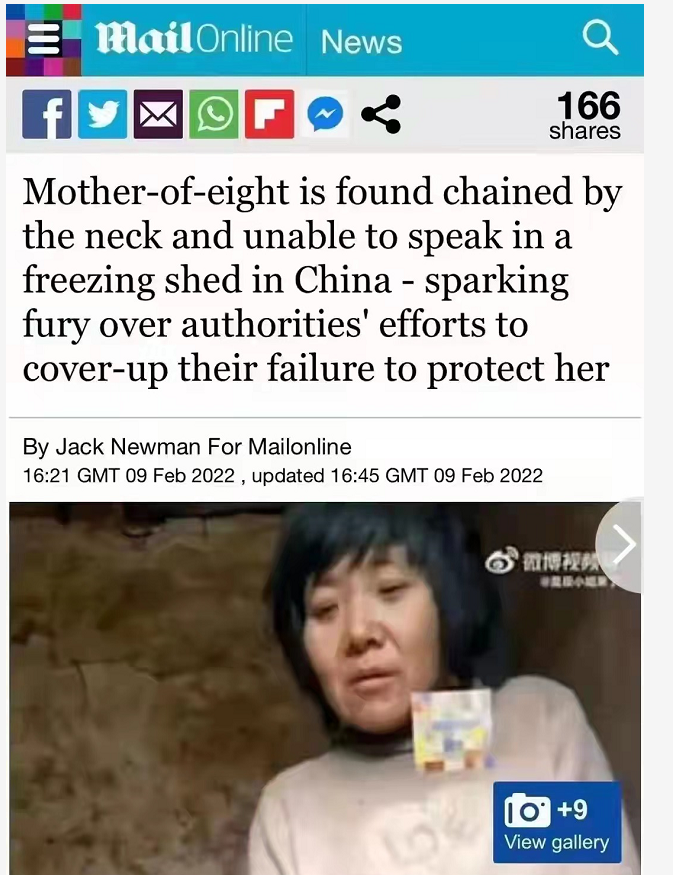 Mail Online News
166
shares
Mother-of-eight is found chained by
the neck and unable to speak in a
freezing shed in China - sparking
fury over authorities' efforts to
cover-up their failure to protect her
By Jack Newman For Mailonline
16:21 GMT 09 Feb 2022 , updated 16:45 GMT 09 Feb 2022
微博视频
+9
View gallery